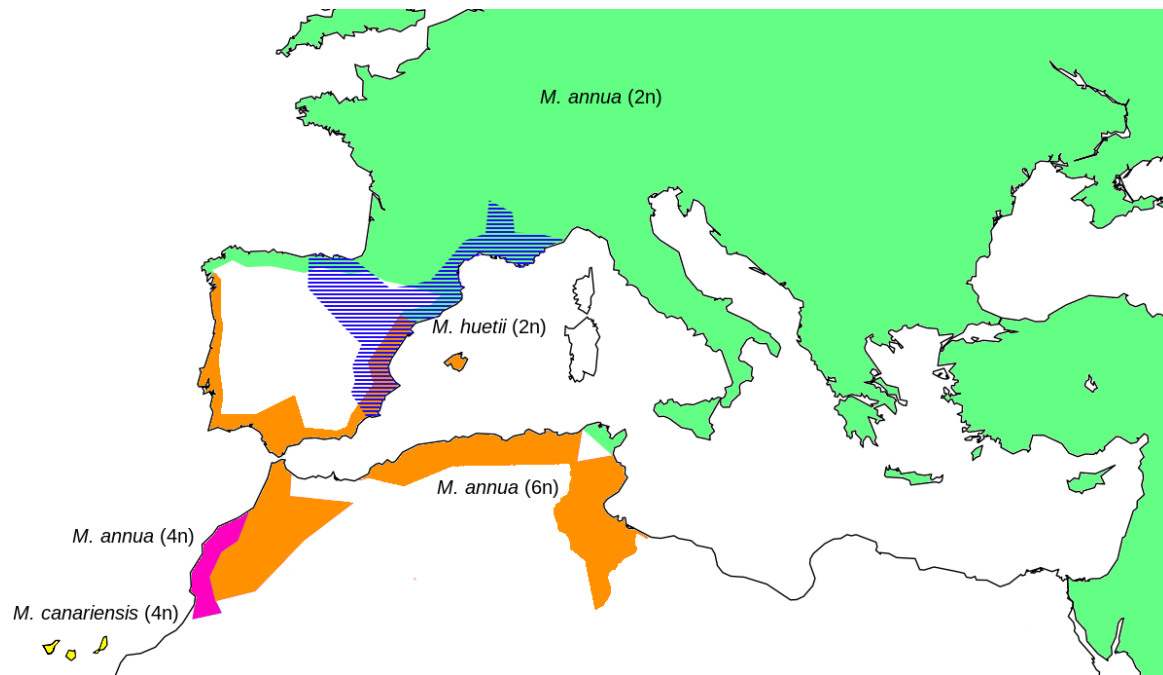 M. annua (2n)
M. huetii (2n)
M. annua (6n)
M. annua (4n)
M. canariensis (4n)